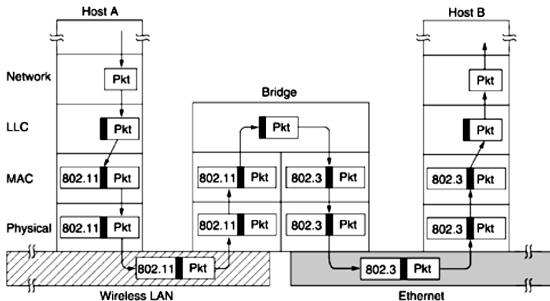 Host A
Host B
Network
Pkt
Pkt
Bridge
LLC
Pkt
Pkt
Pkt
MAC
802.11 Pkt
802.11 Pkt
802.3 Pkt
802.3 Pkt
Physical
802.11 Pkt
802.11 Pkt
802.3 Pkt
802.3 Pkt
802.11 Pkt
802.3 Pkt
Wireless LAN
Ethernet